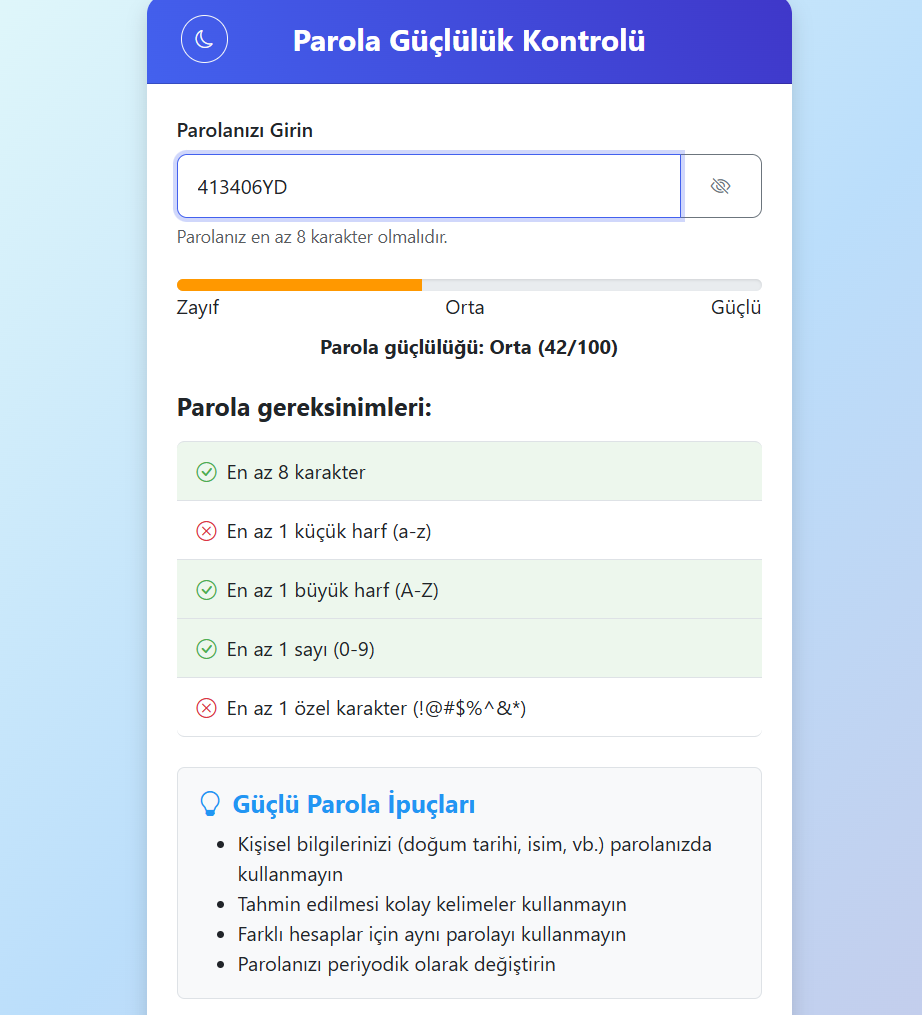 Parola Güçlülük Kontrolü
Parolanızı Girin
413406YD
Parolanız en az 8 karakter olmalıdır.
Zayıf Orta Güçlü
Parola güçlülüğü: Orta (42/100)
Parola gereksinimleri:
En az 8 karakter
En az 1 küçük harf (a-z)
En az 1 büyük harf (A-Z)
En az 1 sayı (0-9)
En az 1 özel karakter (!@#$%^&*)
Güçlü Parola İpuçları
Kişisel bilgilerinizi (doğum tarihi, isim, vb.) parolanızda
kullanmayın
Tahmin edilmesi kolay kelimeler kullanmayın
Farklı hesaplar için aynı parolayı kullanmayın
Parolanızı periyodik olarak değiştirin